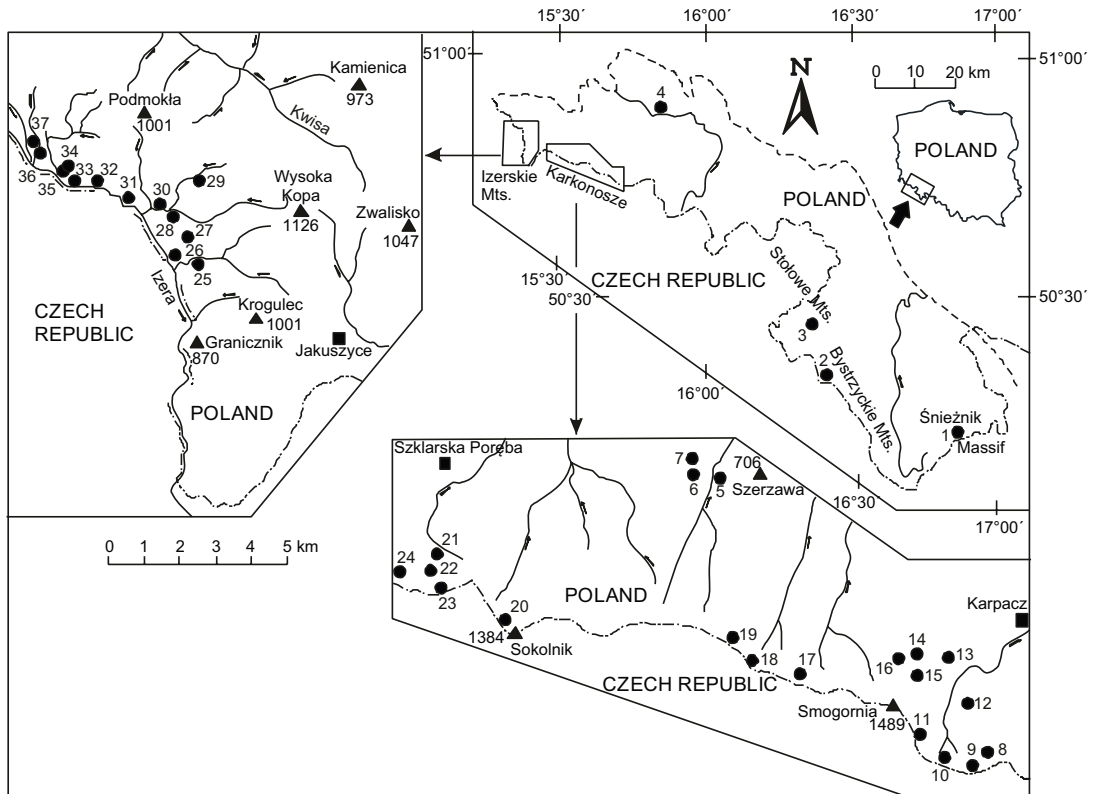 15°30´
16°00´
16°30´
17°00´
51°00´
51°00´
N
0 10 20 km
POLAND
Kamienica
973
Podmokła
1001
Kwisa
37
34
36
35
33
32
31
30
29
28
27
26
25
Wysoka
Kopa
1126
Zwalisko
1047
Izera
CZECH
REPUBLIC
Krogulec
1001
Granicznik
870
Jakuszyce
POLAND
0 1 2 3 4 5 km
4
Izerskie
Mts.
Karkonosze
POLAND
CZECH REPUBLIC
15°30
50°30´
50°30´
Stołowe Mts.
3
2
Bystrzyckie Mts.
Śnieżnik
1
Massif
16°00´
16°30
17°00´
Szklarska Poręba
7
6
5
706
Szerzawa
21
24
22
23
20
1384
Sokolnik
POLAND
Karpacz
19
18
17
CZECH REPUBLIC
16
14
13
15
12
Smogornia
1489
11
10
9
8